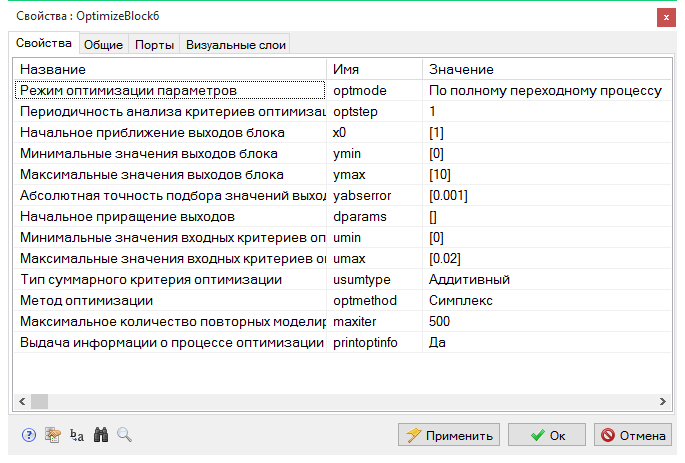 Свойства : OptimizeBlock6
x
Свойства Общие Порты Визуальные слои
Название Имя Значение
Режим оптимизации параметров optmode По полному переходному процессу
Периодичность анализа критериев оптимизац optstep 1
Начальное приближение выходов блока x0 [1]
Минимальные значения выходов блока ymin [0]
Максимальные значения выходов блока ymax [10]
Абсолютная точность подбора значений выход yabserror [0.001]
Начальное приращение выходов dparams []
Минимальные значения входных критериев оп umin [0]
Максимальные значения входных критериев о umax [0.02]
Тип суммарного критерия оптимизации usumtype Аддитивный
Метод оптимизации optmethod Симплекс
Максимальное количество повторных моделир maxiter 500
Выдача информации о процессе оптимизации printoptinfo Да
Применить Ок Отмена